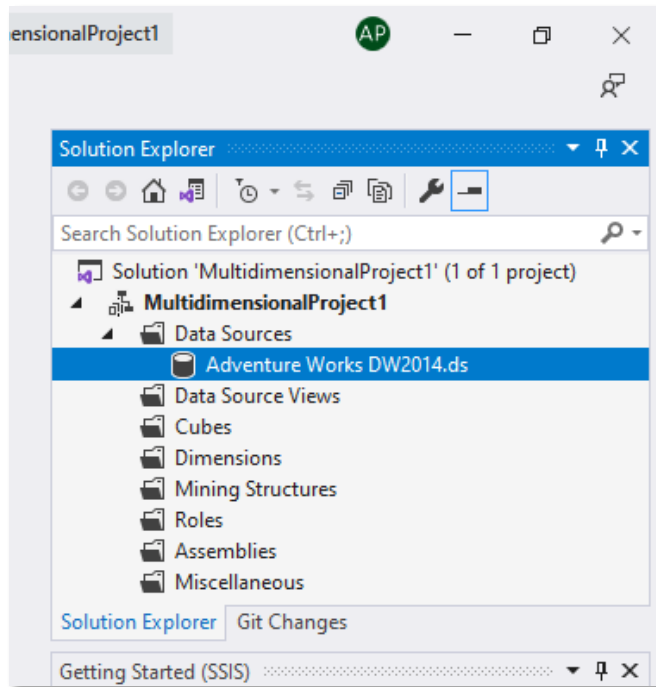 ensionalProject1
AP
Solution Explorer
Search Solution Explorer (Ctrl+;)
Solution 'MultidimensionalProject1' (1 of 1 project)
MultidimensionalProject1
Data Sources
Adventure Works DW2014.ds
Data Source Views
Cubes
Dimensions
Mining Structures
Roles
Assemblies
Miscellaneous
Solution Explorer Git Changes
Getting Started (SSIS)